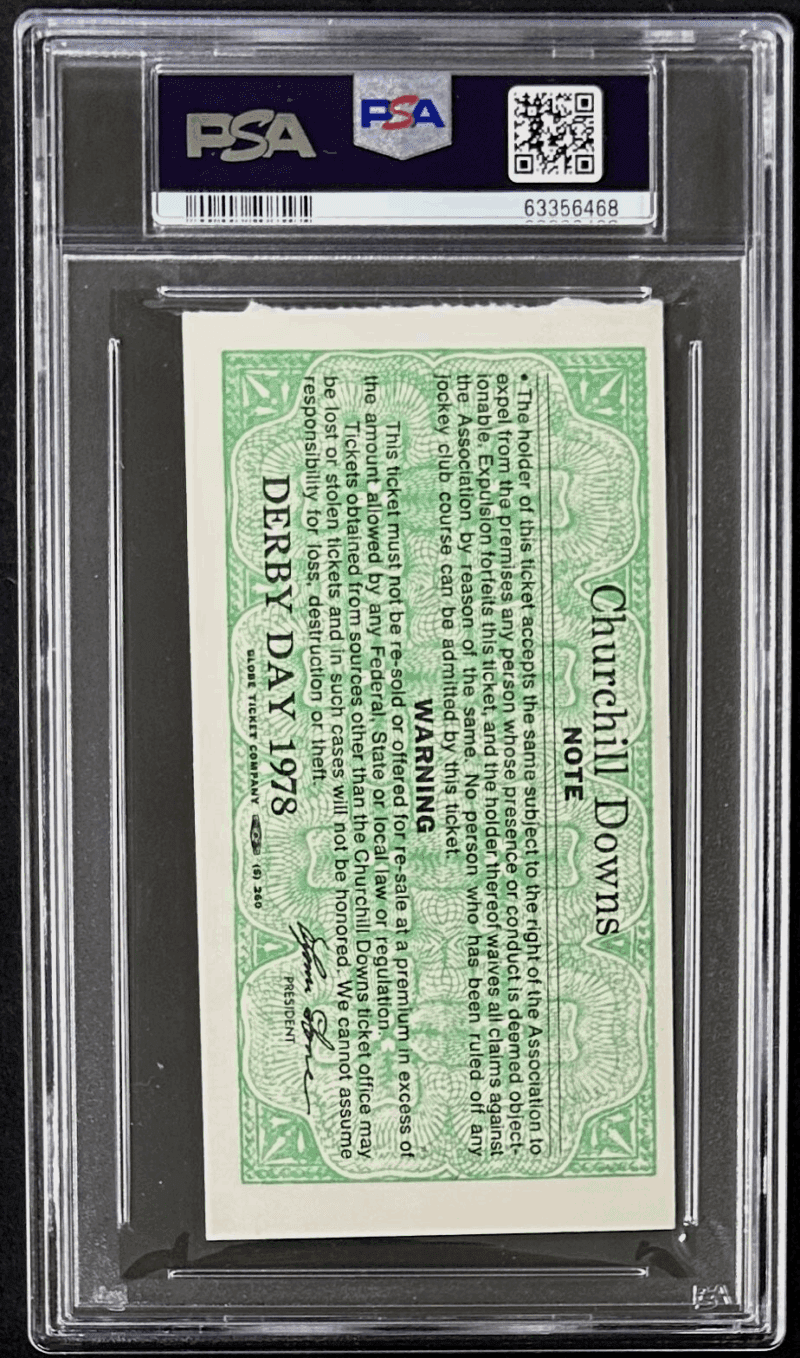 PSA
PSA
63356468
Churchill Downs
NOTE
• The holder of this ticket accepts the same subject to the right of the Association to
expel from the premises any person whose presence or conduct is deemed object-
ionable. Expulsion forfeits this ticket, and the holder thereof waives all claims against
the Association by reason of the same. No person who has been ruled off any
jockey club course can be admitted by this ticket.
WARNING
This ticket must not be re-sold or offered for re-sale at a premium in excess of
the amount allowed by any Federal, State or local law or regulation.
Tickets obtained from sources other than the Churchill Downs ticket office may
be lost or stolen tickets and in such cases will not be honored. We cannot assume
responsibility for loss, destruction or theft.
DERBY DAY 1978
PRESIDENT
GLOBE TICKET COMPANY (5) 260